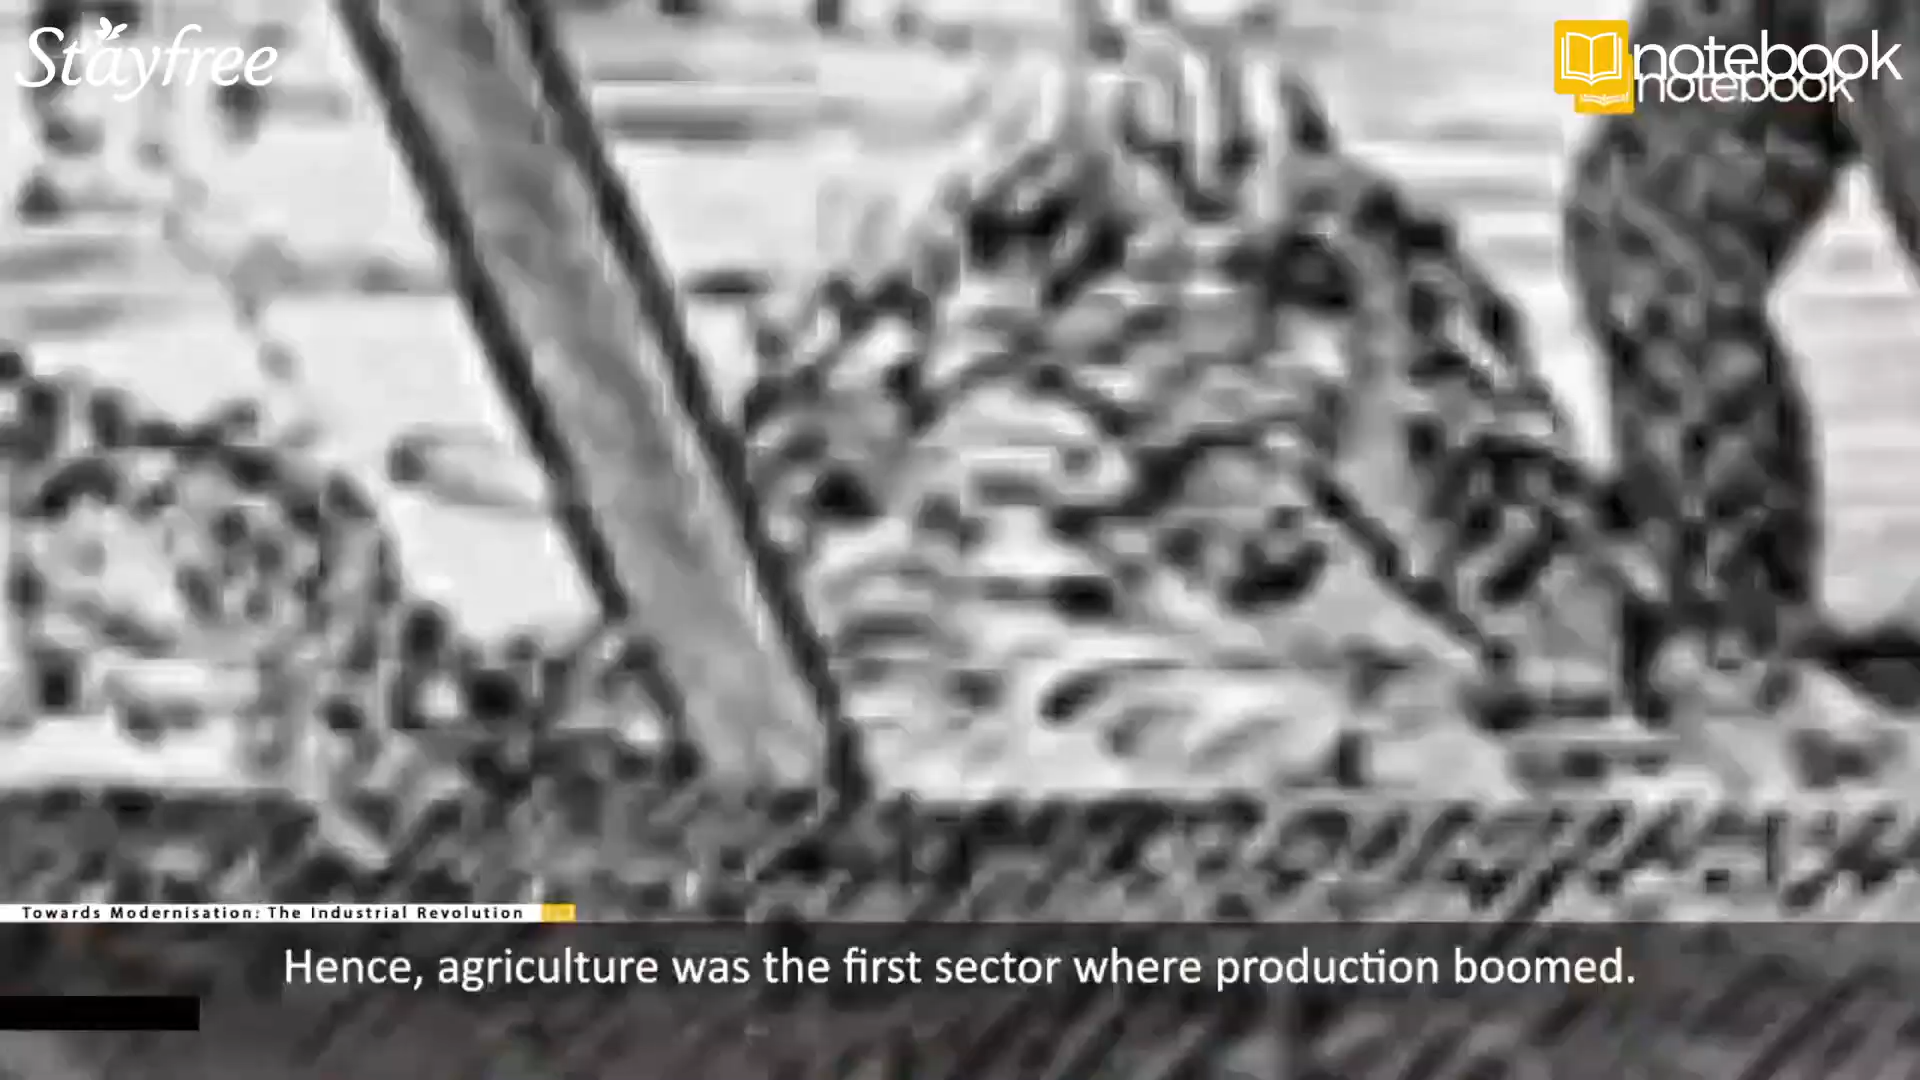 Stayfree
notebook
notebook
Towards Modernisation: The Industrial Revolution
Hence, agriculture was the first sector where production boomed.